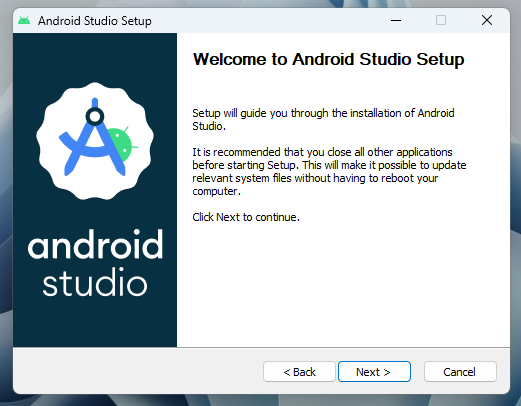 Android Studio Setup
Welcome to Android Studio Setup
Setup will guide you through the installation of Android
Studio.
It is recommended that you close all other applications
before starting Setup. This will make it possible to update
relevant system files without having to reboot your
computer.
Click Next to continue.
android
studio
< Back
Next >
Cancel